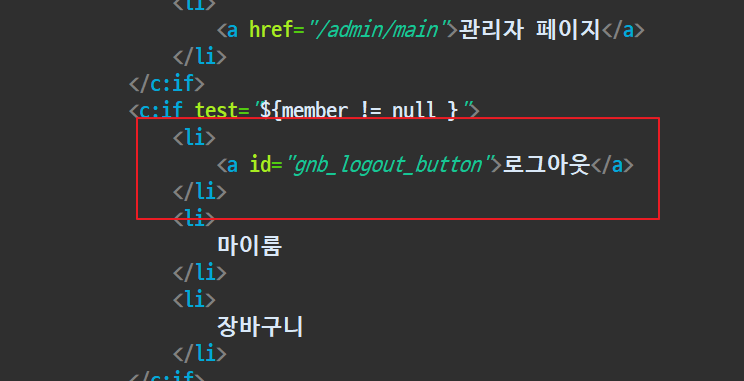 <li>
<a href="/admin/main">관리자 페이지</a>
</li>
</c:if>
<c:if test="${member != null }">
<li>
<a id="gnb_logout_button">로그아웃</a>
</li>
<li>
마이룸
</li>
<li>
장바구니
</li>
</c:if>